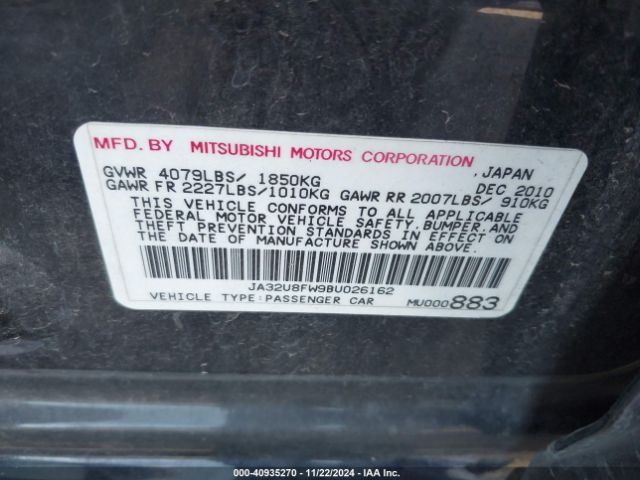 MFD. BY MITSUBISHI MOTORS CORPORATION , JAPAN
GVWR 4079LBS/ 1850KG DEC 2010
GAWR FR 2227LBS/1010KG GAWR RR 2007LBS/ 910KG
THIS VEHICLE CONFORMS TO ALL APPLICABLE
FEDERAL MOTOR VEHICLE SAFETY,BUMPER,AND
THEFT PREVENTION STANDARDS IN EFFECT ON
THE DATE OF MANUFACTURE SHOWN ABOVE.
JA32U8FW9BU026162
VEHICLE TYPE:PASSENGER CAR MU000883
© IAA - 40935270 - 11/22/2024 - IAAI.COM